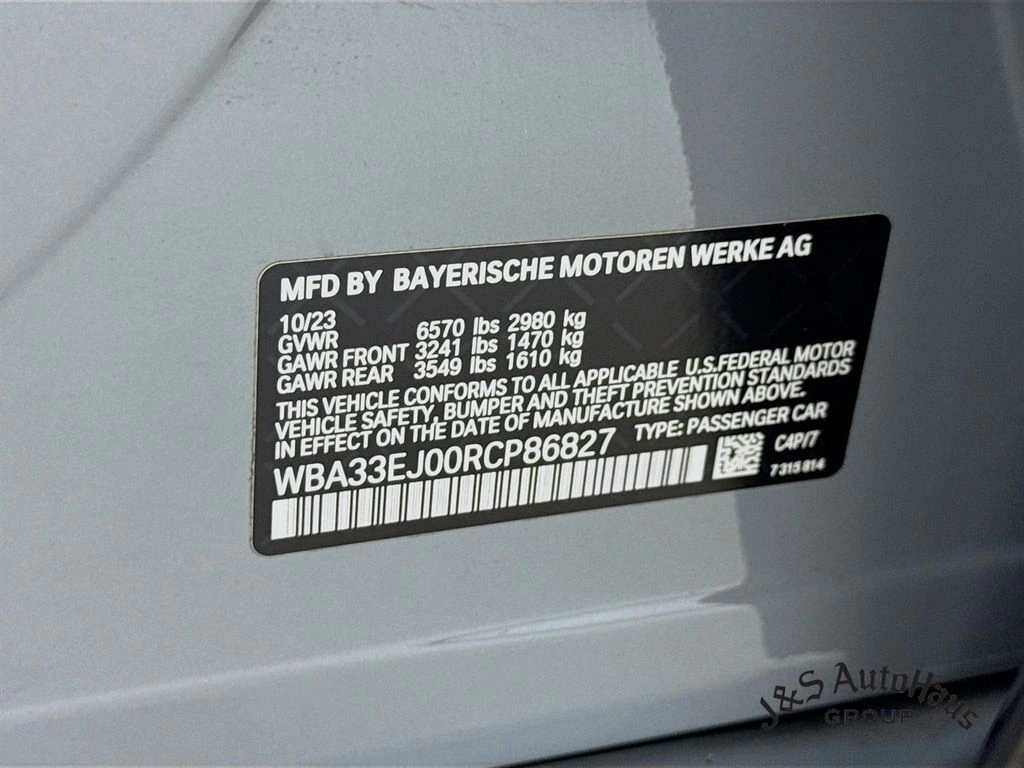 MFD BY BAYERISCHE MOTOREN WERKE AG
10/23
GVWR 6570 lbs 2980 kg
GAWR FRONT 3241 lbs 1470 kg
GAWR REAR 3549 lbs 1610 kg
THIS VEHICLE CONFORMS TO ALL APPLICABLE U.S.FEDERAL MOTOR
VEHICLE SAFETY, BUMPER AND THEFT PREVENTION STANDARDS
IN EFFECT ON THE DATE OF MANUFACTURE SHOWN ABOVE.
WBA33EJ00RCP86827 TYPE: PASSENGER CAR
C4P/7
7315814
J&S AutoHaus
GROUP